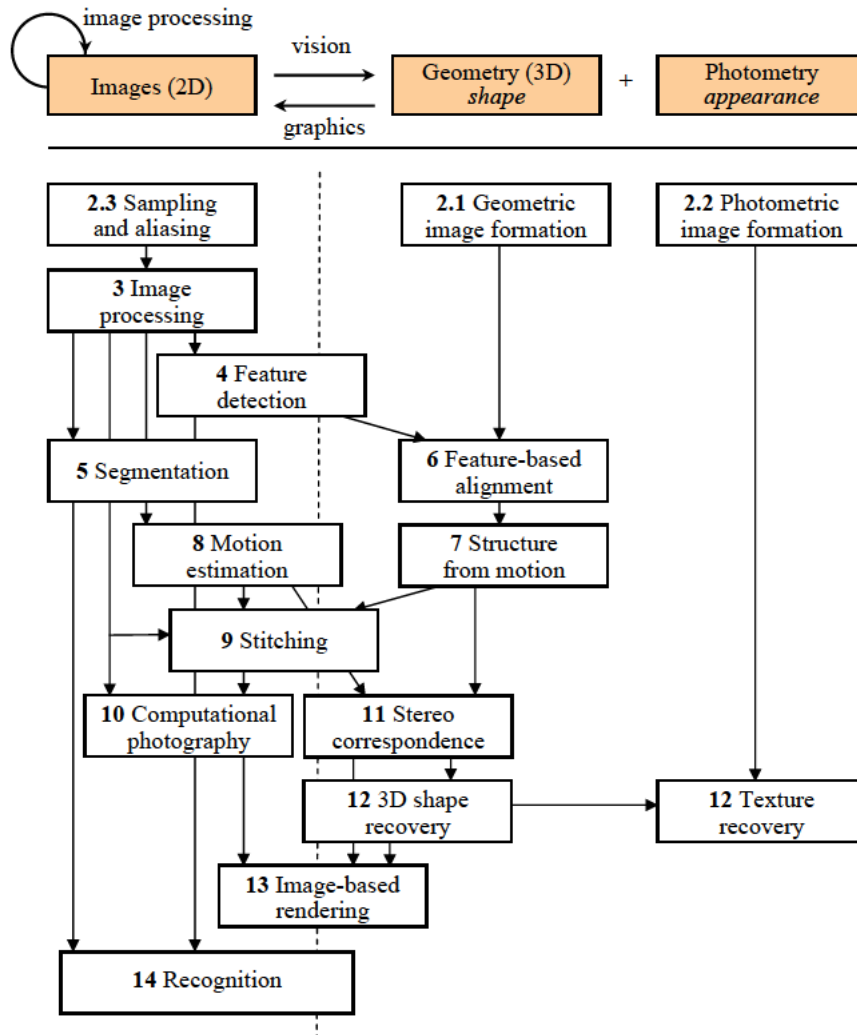 image processing
Images (2D)
vision
graphics
Geometry (3D)
shape
+
Photometry
appearance
2.3 Sampling
and aliasing
2.1 Geometric
image formation
2.2 Photometric
image formation
3 Image
processing
4 Feature
detection
5 Segmentation
6 Feature-based
alignment
8 Motion
estimation
7 Structure
from motion
9 Stitching
10 Computational
photography
11 Stereo
correspondence
12 3D shape
recovery
12 Texture
recovery
13 Image-based
rendering
14 Recognition